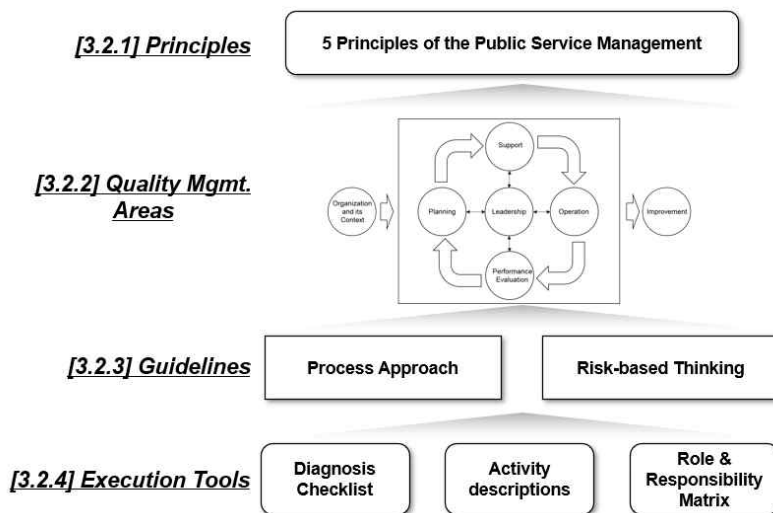 [3.2.1] Principles
5 Principles of the Public Service Management
[3.2.2] Quality Mgmt.
Areas
Organization
and its
Context
Support
Planning
Leadership
Operation
Performance
Evaluation
Improvement
[3.2.3] Guidelines
Process Approach
Risk-based Thinking
[3.2.4] Execution Tools
Diagnosis
Checklist
Activity
descriptions
Role &
Responsibility
Matrix